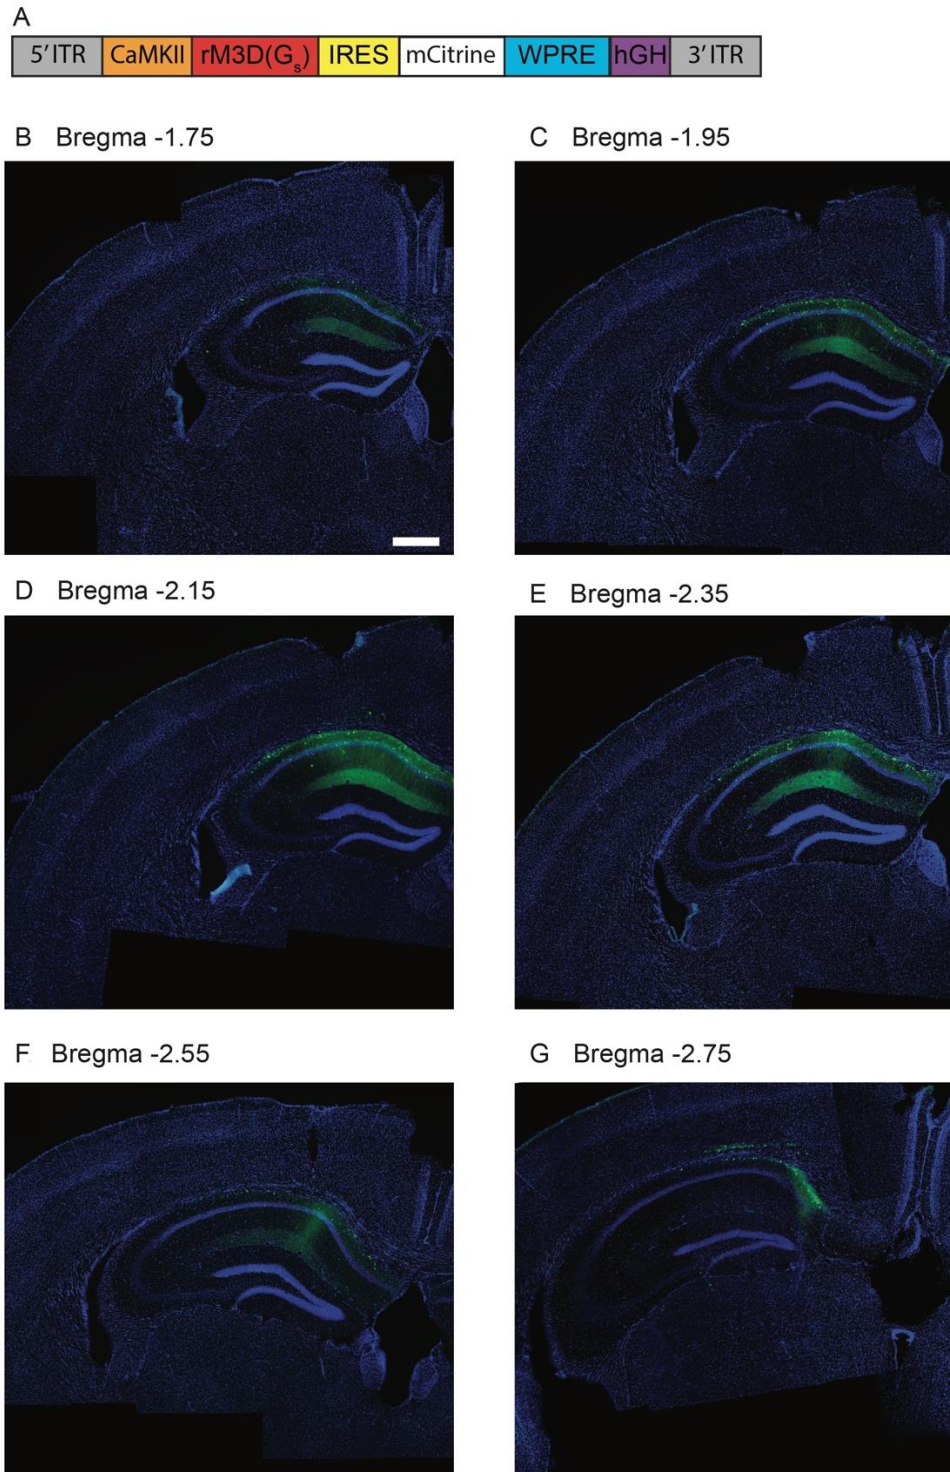 A
5' ITR CaMKII rM3D(Gs) IRES mCitrine WPRE hGH 3' ITR
B Bregma -1.75
C Bregma -1.95
D Bregma -2.15
E Bregma -2.35
F Bregma -2.55
G Bregma -2.75